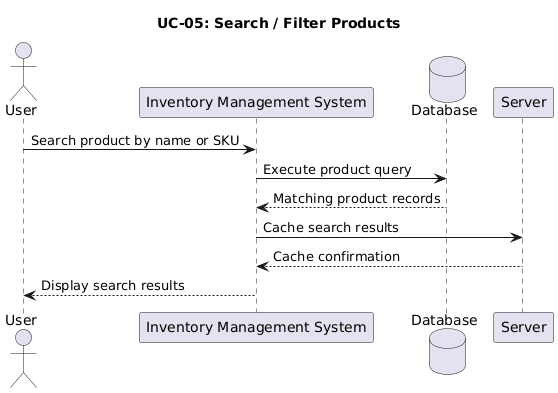 UC-05: Search / Filter Products
User
Inventory Management System
Database
Server
Search product by name or SKU
Execute product query
Matching product records
Cache search results
Cache confirmation
Display search results
User
Inventory Management System
Database
Server